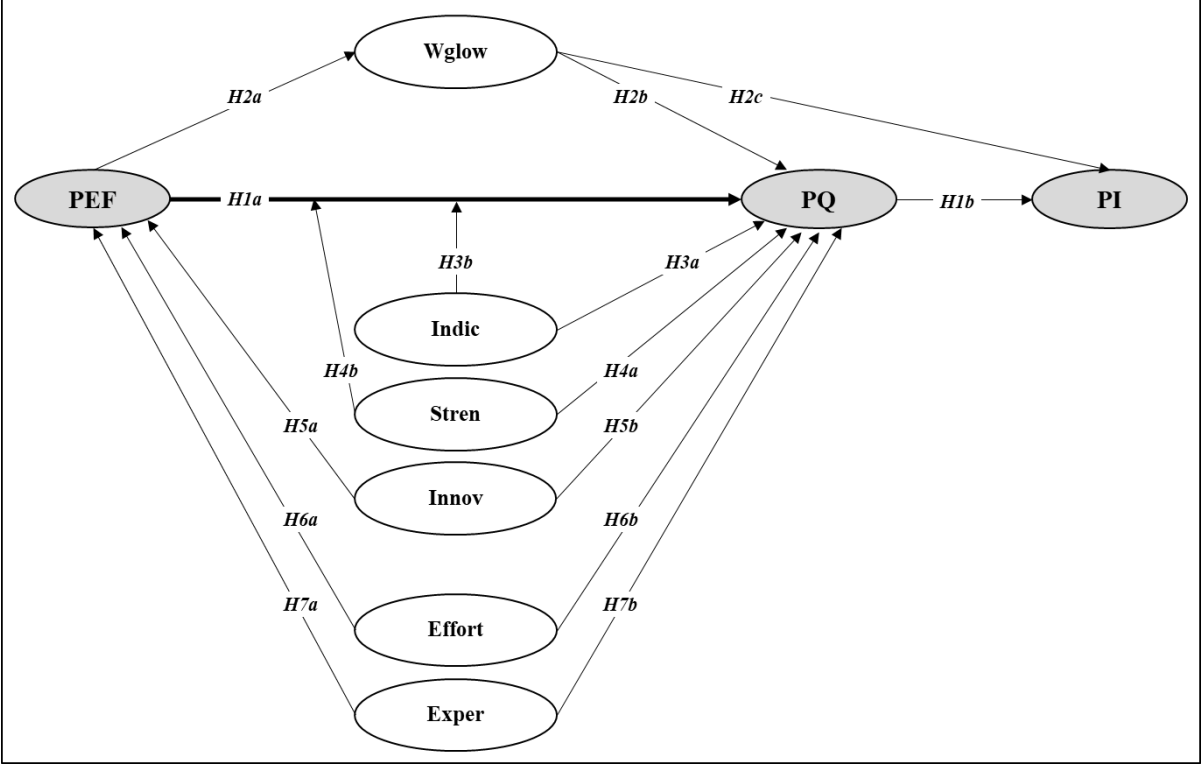 Wglow
H2a
H2b
H2c
PEF
H1a
PQ
H1b
PI
H3b
H3a
Indic
H4b
H4a
Stren
H5a
H5b
Innov
H6a
H6b
H7a
H7b
Effort
Exper